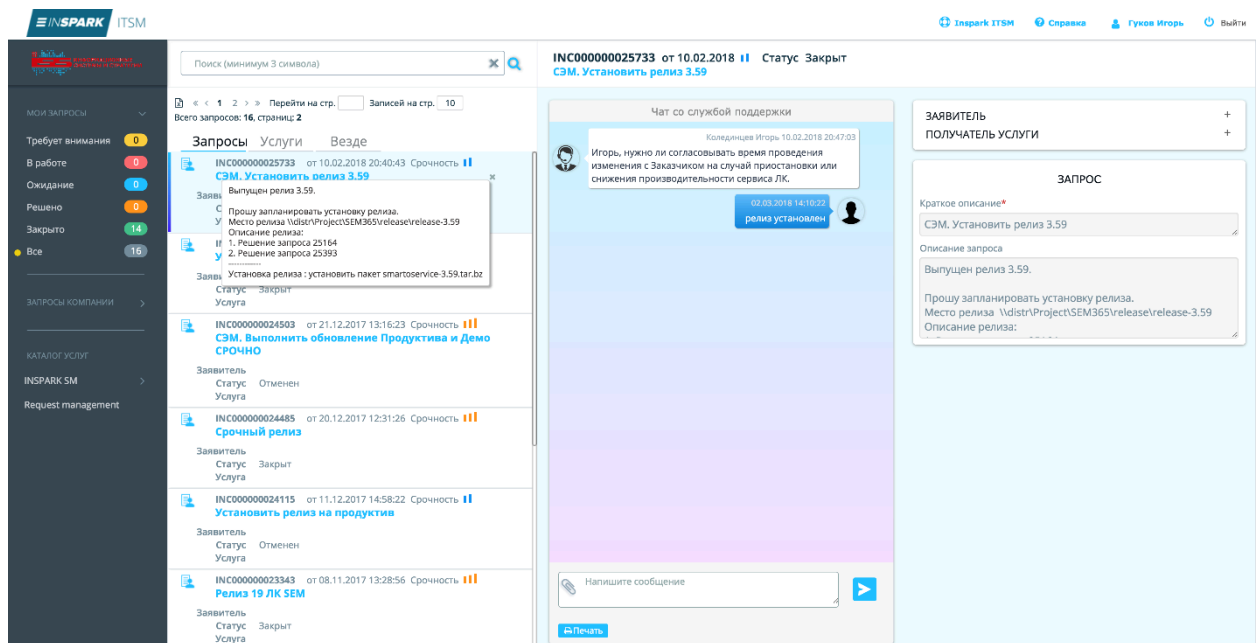 EINSPARK ITSM
Inspark ITSM Справка Гуков Игорь Выйти
Поиск (минимум 3 символа)
INC000000025733 от 10.02.2018 Статус Закрыт
СЭМ. Установить релиз 3.59
МОИ ЗАПРОСЫ
Требует внимания 0
В работе 0
Ожидание 0
Решено 0
Закрыто 14
Все 16
ЗАПРОСЫ КОМПАНИИ
КАТАЛОГ УСЛУГ
INSPARK SM
Request management
« < 1 2 > » Перейти на стр. Записей на стр. 10
Всего запросов: 16, страниц: 2
Запросы Услуги Везде
INC000000025733 от 10.02.2018 20:40:43 Срочность
СЭМ. Установить релиз 3.59
Выпущен релиз 3.59.
Прошу запланировать установку релиза.
Место релиза \\distr\Project\SEM365\release\release-3.59
Описание релиза:
1. Решение запроса 25164
2. Решение запроса 25393
------------
Установка релиза : установить пакет smartoservice-3.59.tar.bz
Статус Закрыт
Услуга
INC000000024503 от 21.12.2017 13:16:23 Срочность
СЭМ. Выполнить обновление Продуктива и Демо
СРОЧНО
Заявитель
Статус Отменен
Услуга
INC000000024485 от 20.12.2017 12:31:26 Срочность
Срочный релиз
Заявитель
Статус Закрыт
Услуга
INC000000024115 от 11.12.2017 14:58:22 Срочность
Установить релиз на продуктив
Заявитель
Статус Отменен
Услуга
INC000000023343 от 08.11.2017 13:28:56 Срочность
Релиз 19 ЛК SEM
Заявитель
Статус Закрыт
Услуга
Чат со службой поддержки
Колединцев Игорь 10.02.2018 20:47:03
Игорь, нужно ли согласовывать время проведения
изменения с Заказчиком на случай приостановки или
снижения производительности сервиса ЛК.
02.03.2018 14:10:22
релиз установлен
Напишите сообщение
Печать
ЗАЯВИТЕЛЬ +
ПОЛУЧАТЕЛЬ УСЛУГИ +
ЗАПРОС
Краткое описание*
СЭМ. Установить релиз 3.59
Описание запроса
Выпущен релиз 3.59.
Прошу запланировать установку релиза.
Место релиза \\distr\Project\SEM365\release\release-3.59
Описание релиза: